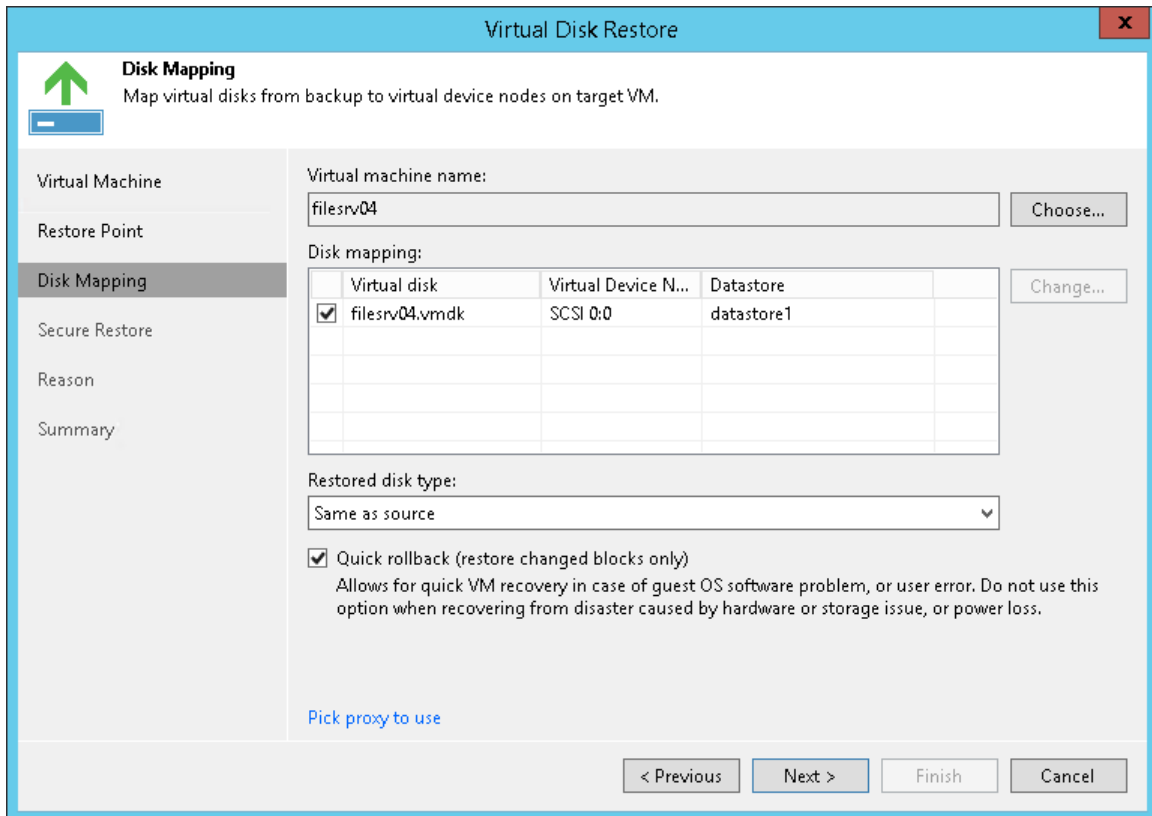 Virtual Disk Restore
x
Disk Mapping
Map virtual disks from backup to virtual device nodes on target VM.
Virtual Machine
Restore Point
Disk Mapping
Secure Restore
Reason
Summary
Virtual machine name:
filesrv04
Choose...
Disk mapping:
Virtual disk Virtual Device N... Datastore
filesrv04.vmdk SCSI 0:0 datastore1
Change...
Restored disk type:
Same as source
Quick rollback (restore changed blocks only)
Allows for quick VM recovery in case of guest OS software problem, or user error. Do not use this
option when recovering from disaster caused by hardware or storage issue, or power loss.
Pick proxy to use
< Previous Next > Finish Cancel